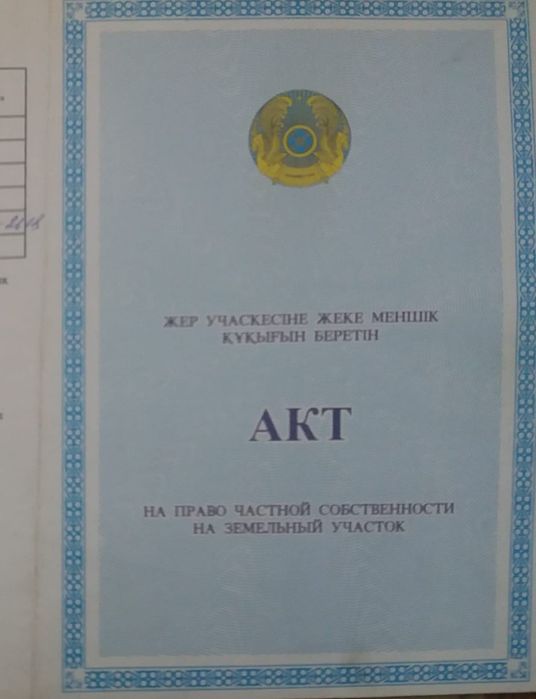 ЖЕР УЧАСКЕСІНЕ ЖЕКЕ МЕНШІК
ҚҰҚЫҒЫН БЕРЕТІН
АКТ
НА ПРАВО ЧАСТНОЙ СОБСТВЕННОСТИ
НА ЗЕМЕЛЬНЫЙ УЧАСТОК